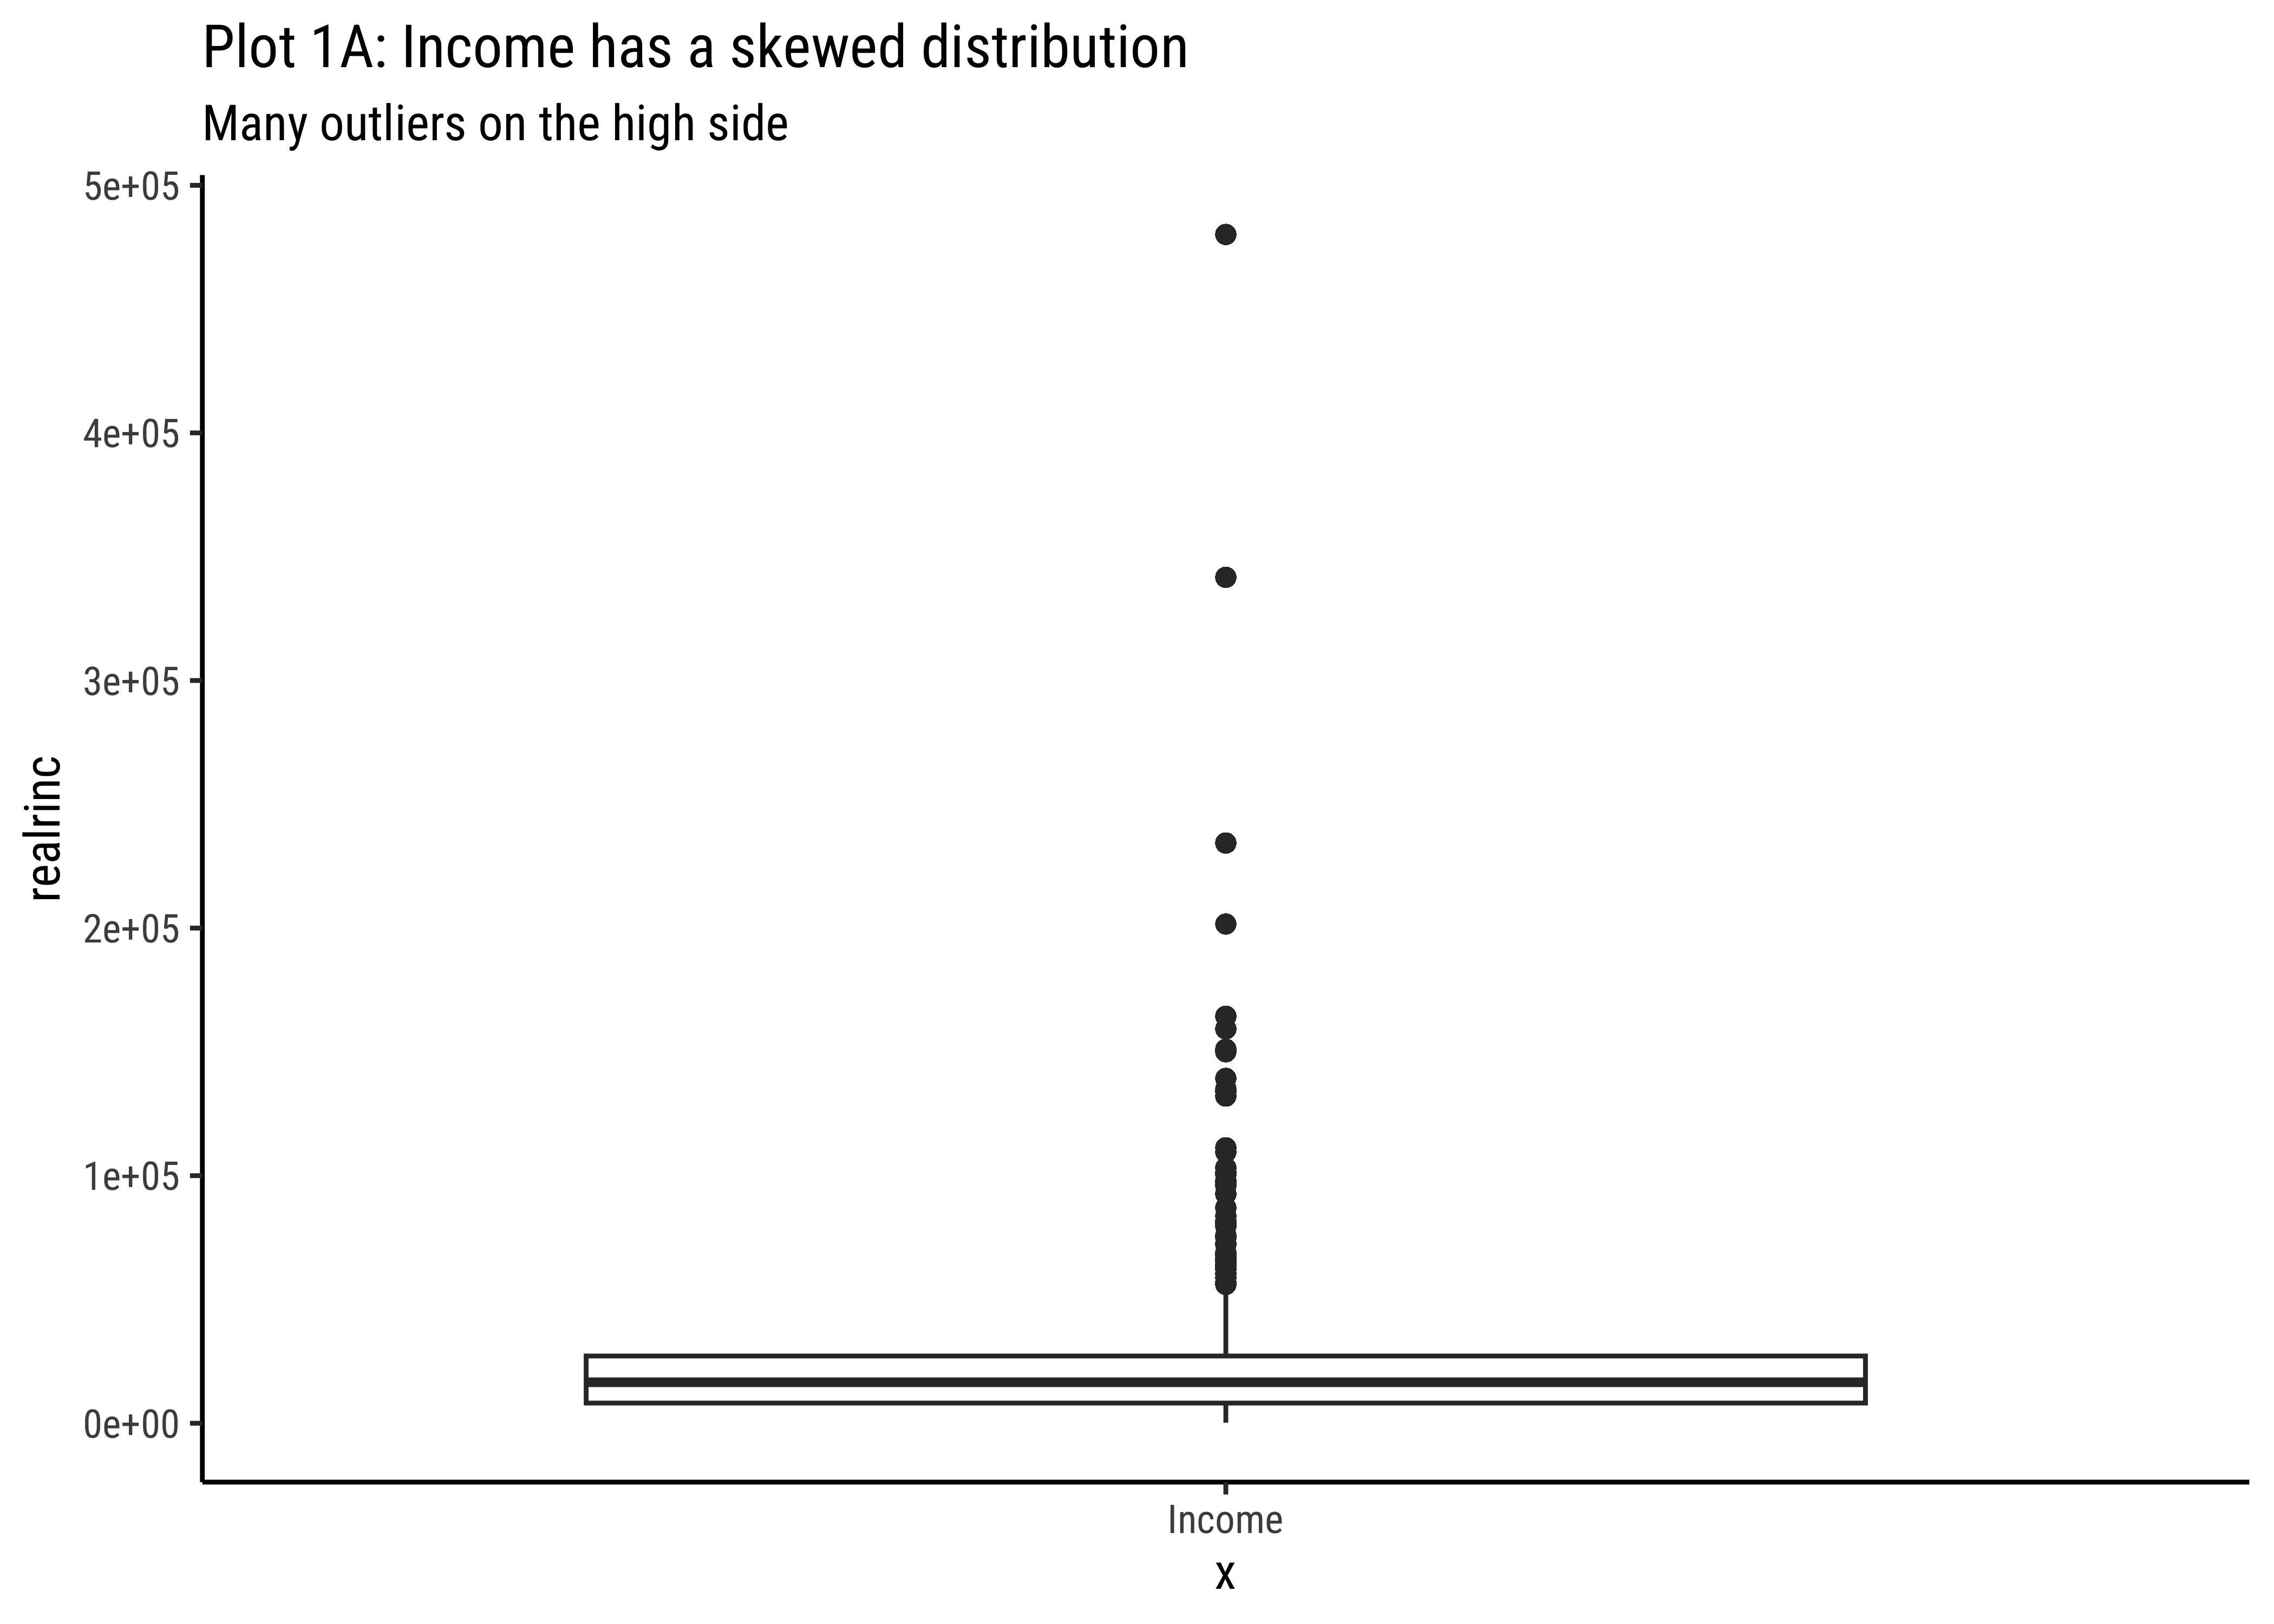 Plot 1A: Income has a skewed distribution
Many outliers on the high side
5e+05
4e+05
3e+05
2e+05
1e+05
0e+00
realrinc
Income
x